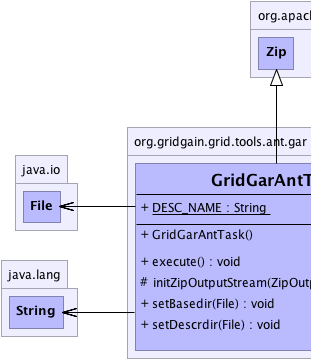 org.apac
Zip
org.gridgain.grid.tools.ant.gar
java.io
File
GridGarAntT
+ DESC_NAME : String
+ GridGarAntTask()
+ execute() : void
# initZipOutputStream(ZipOutp
+ setBasedir(File) : void
+ setDescrdir(File) : void
java.lang
String